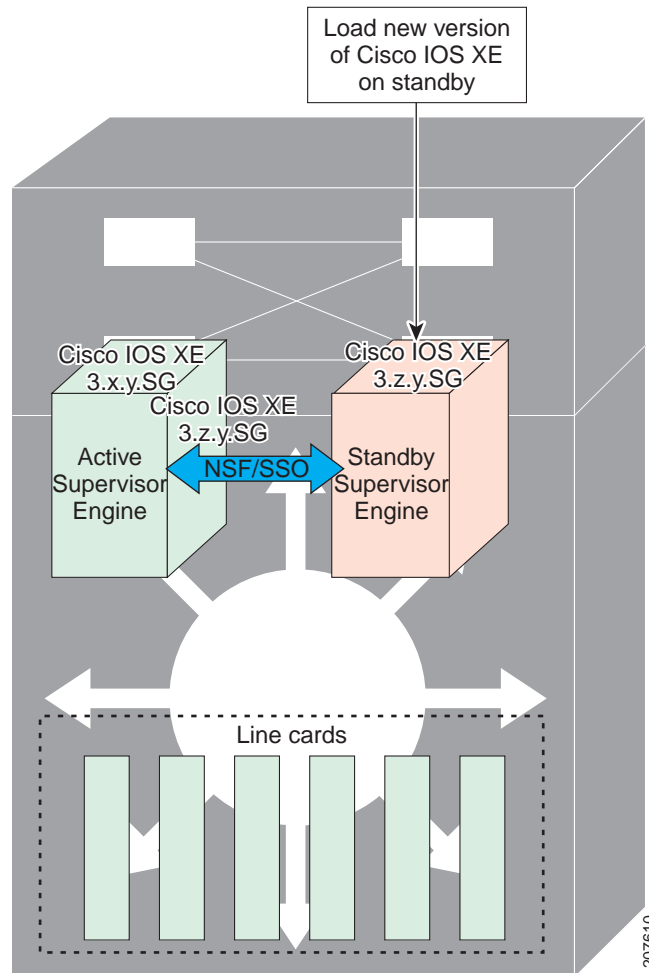 Load new version
of Cisco IOS XE
on standby
Cisco IOS XE
3.x.y.SG
Cisco IOS XE
3.z.y.SG
Cisco IOS XE
3.z.y.SG
Active
Supervisor
Engine
NSF/SSO
Standby
Supervisor
Engine
Line cards
207610